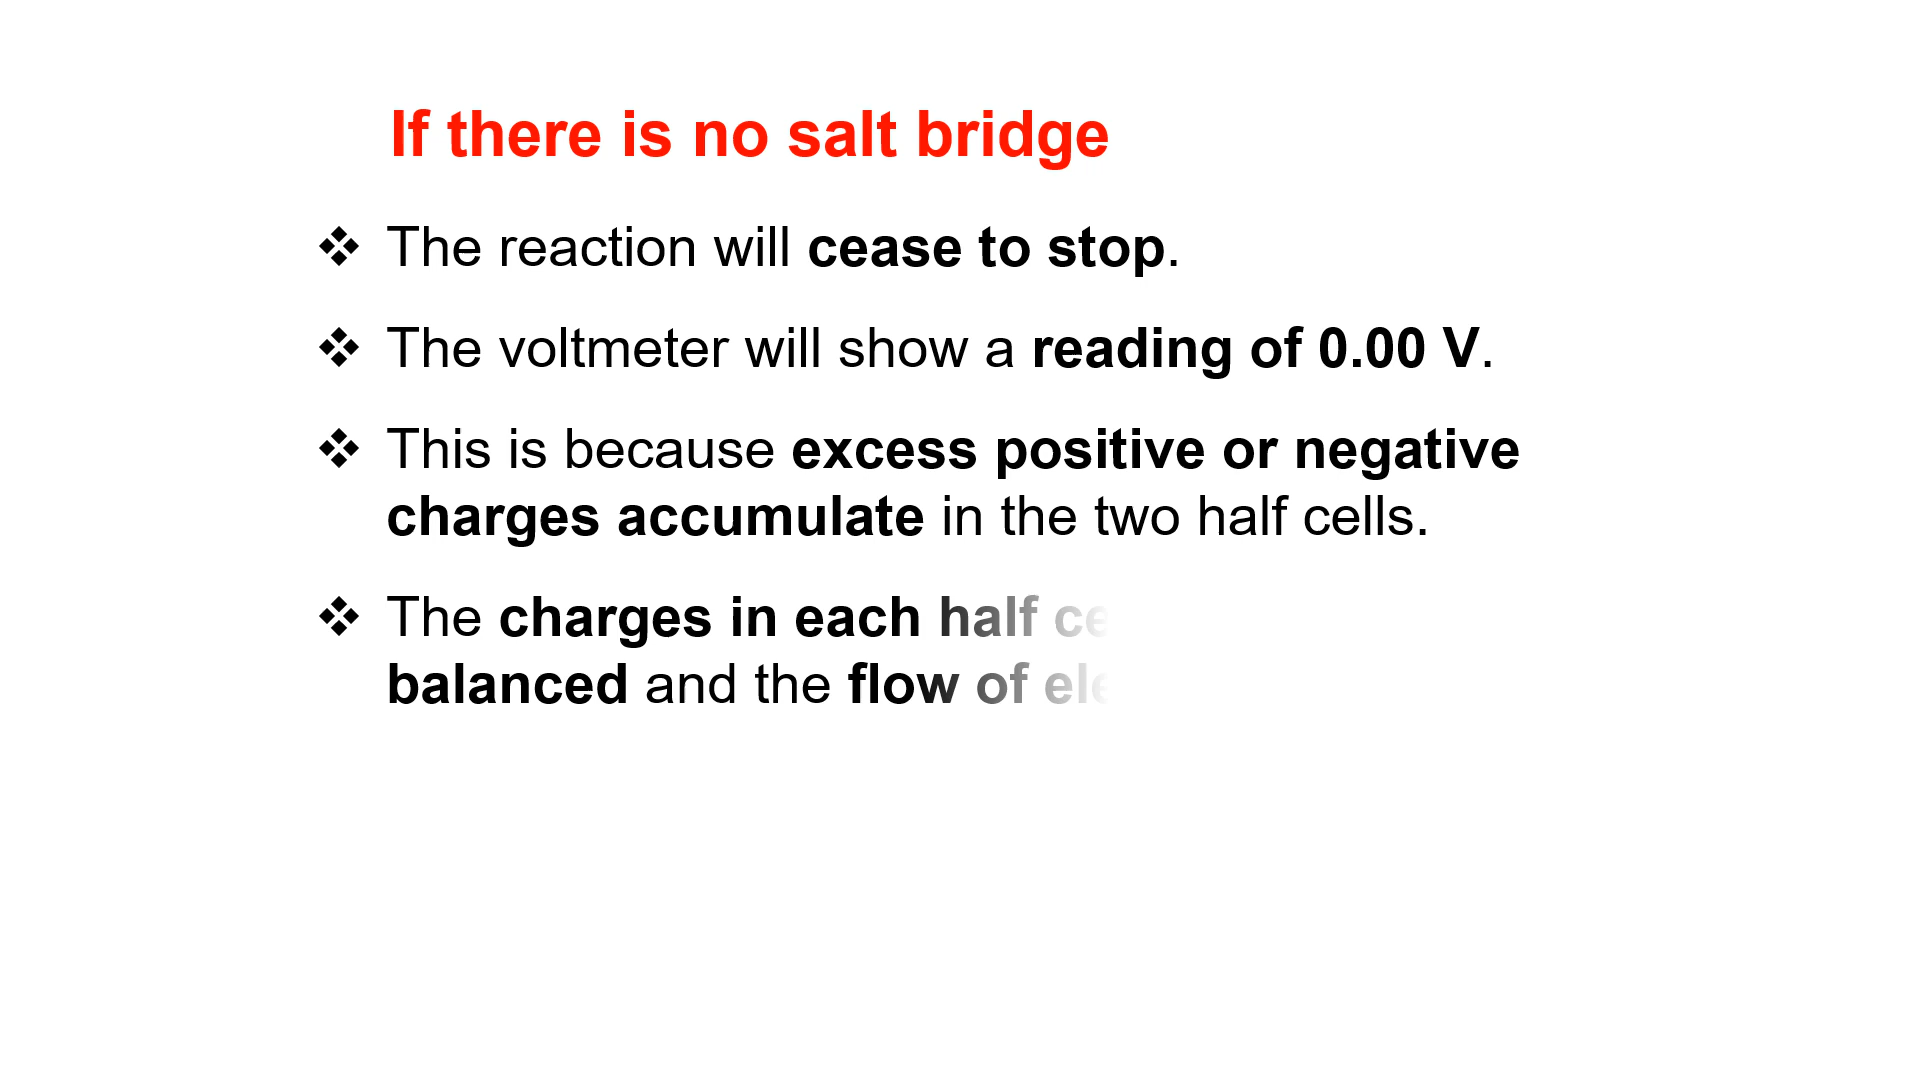 If there is no salt bridge
❖ The reaction will cease to stop.
❖ The voltmeter will show a reading of 0.00 V.
❖ This is because excess positive or negative
charges accumulate in the two half cells.
❖ The charges in each half
balanced and the flow of